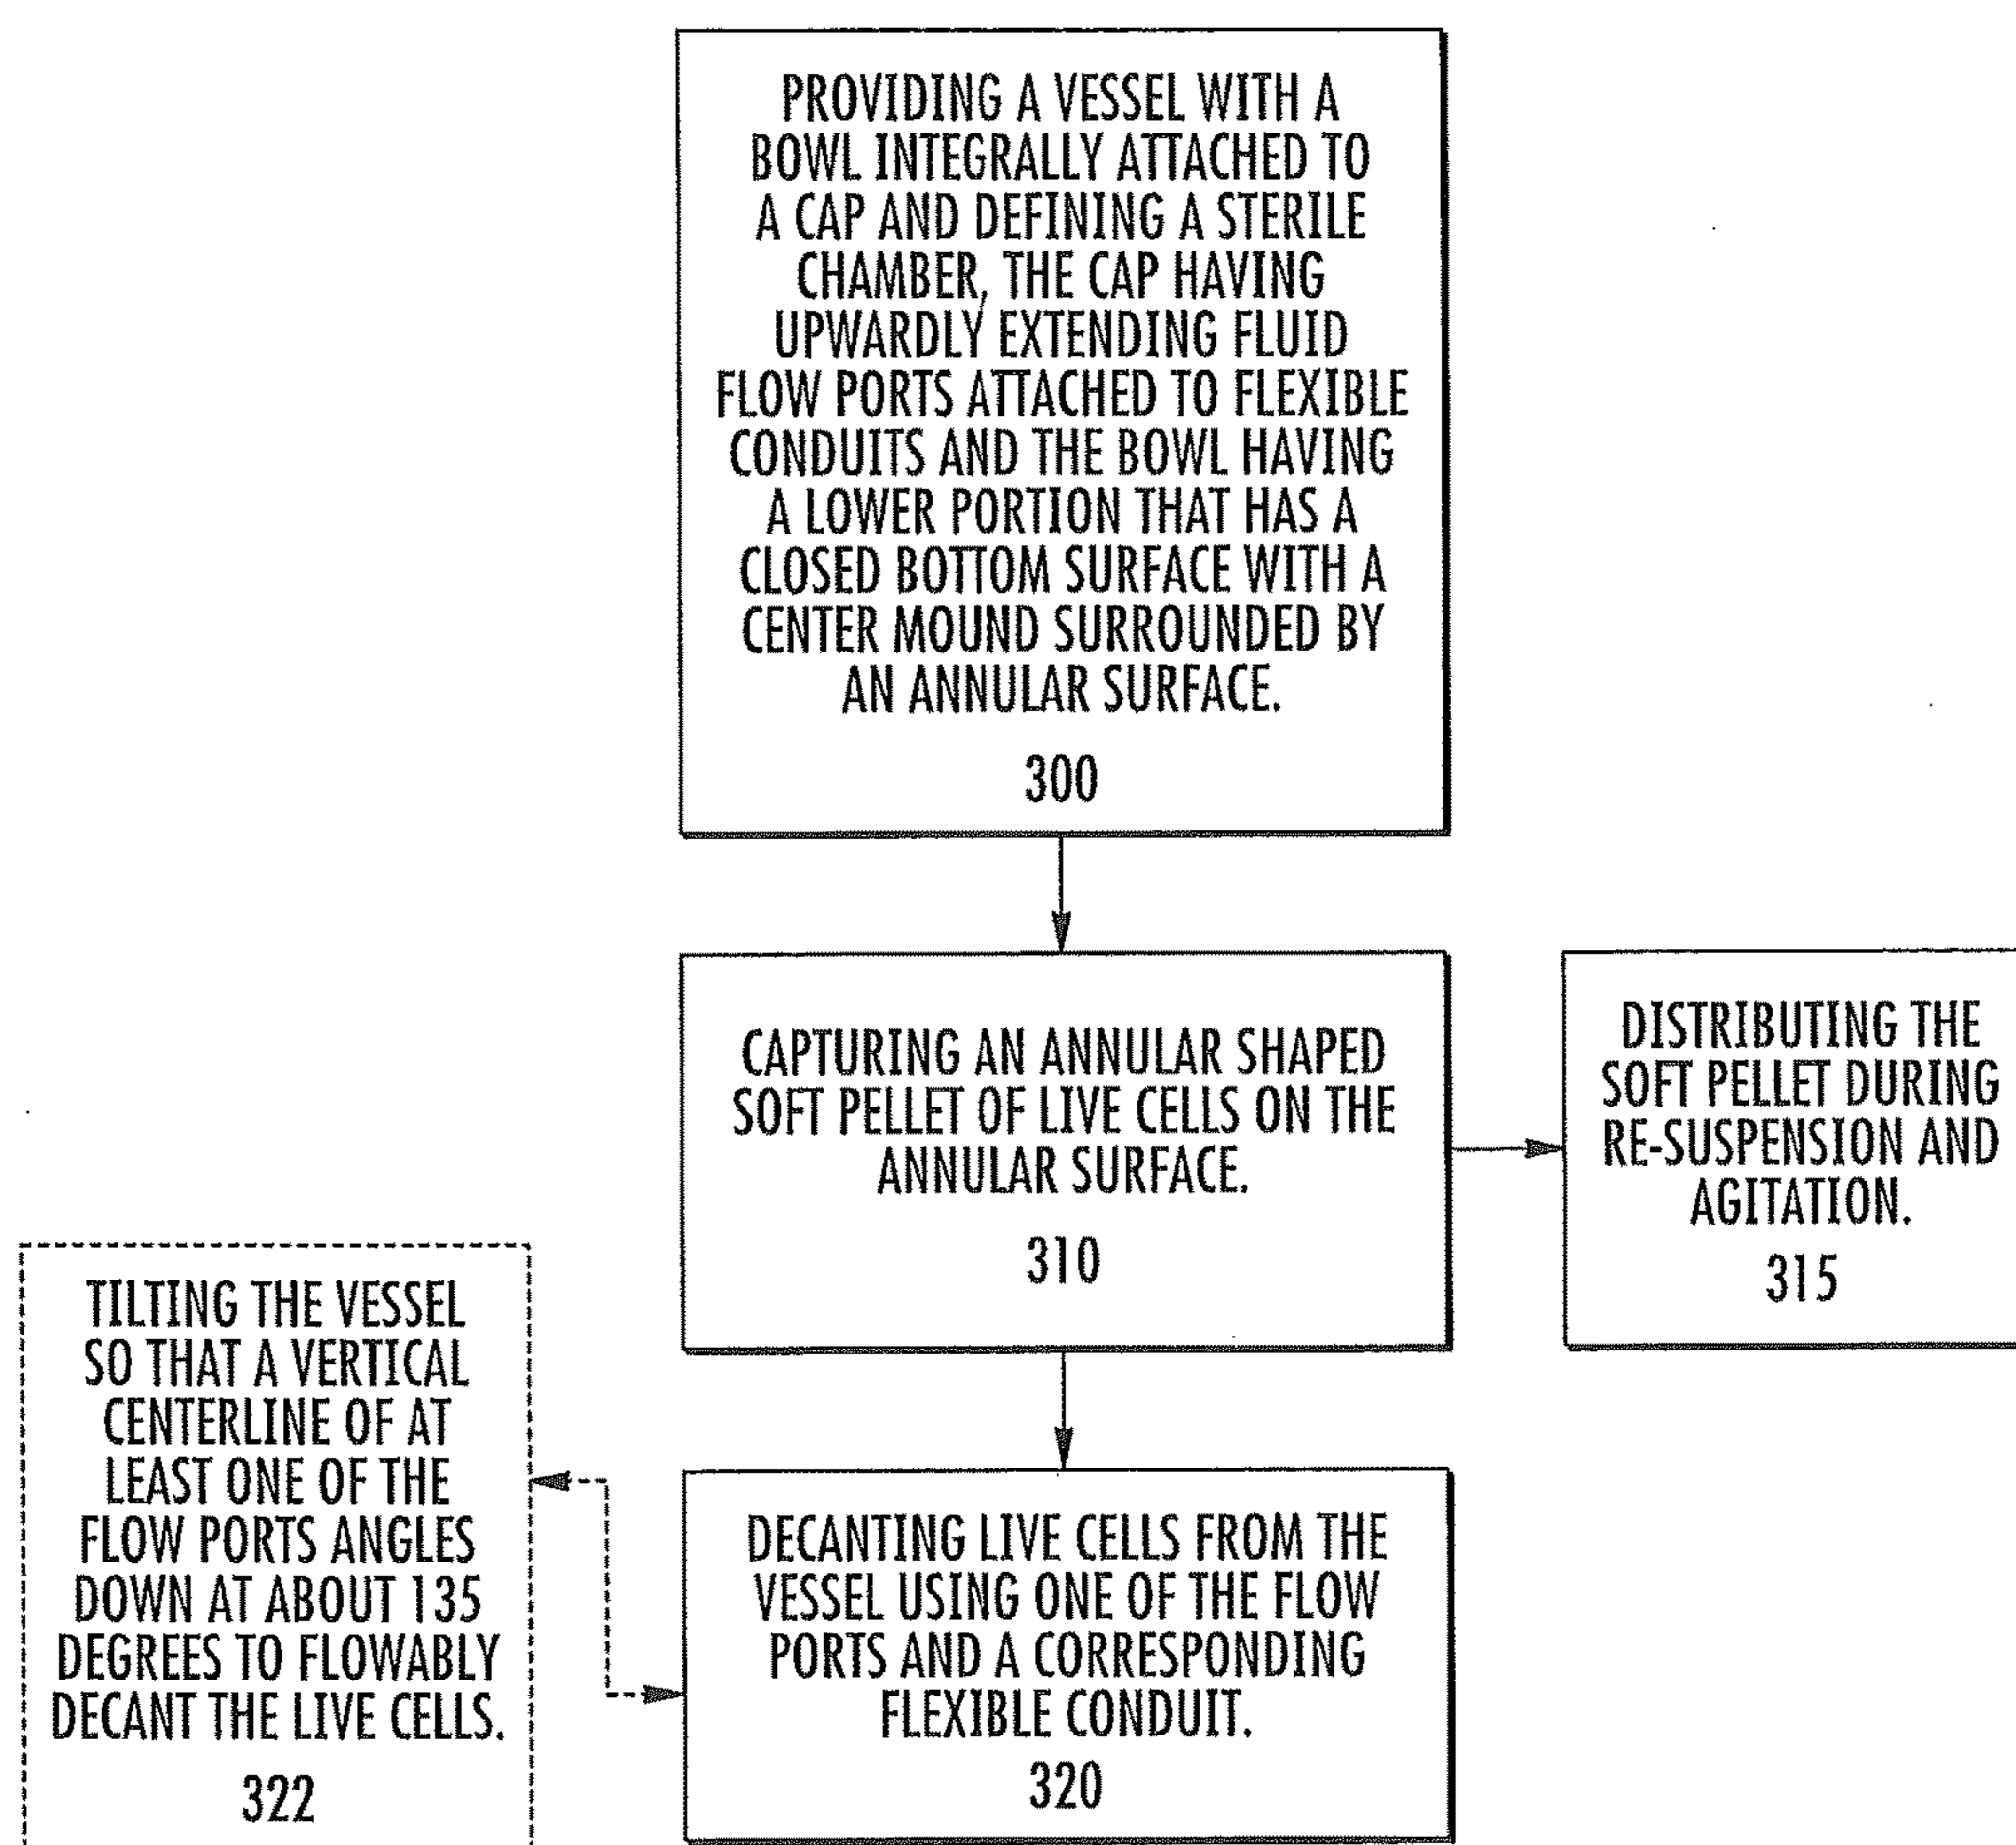 PROVIDING A VESSEL WITH A
BOWL INTEGRALLY ATTACHED TO
A CAP AND DEFINING A STERILE
CHAMBER, THE CAP HAVING
UPWARDLY EXTENDING FLUID
FLOW PORTS ATTACHED TO FLEXIBLE
CONDUITS AND THE BOWL HAVING
A LOWER PORTION THAT HAS A
CLOSED BOTTOM SURFACE WITH A
CENTER MOUND SURROUNDED BY
AN ANNULAR SURFACE.
300
CAPTURING AN ANNULAR SHAPED
SOFT PELLET OF LIVE CELLS ON THE
ANNULAR SURFACE.
310
DISTRIBUTING THE
SOFT PELLET DURING
RE-SUSPENSION AND
AGITATION.
315
TILTING THE VESSEL
SO THAT A VERTICAL
CENTERLINE OF AT
LEAST ONE OF THE
FLOW PORTS ANGLES
DOWN AT ABOUT 135
DEGREES TO FLOWABLY
DECANT THE LIVE CELLS.
322
DECANTING LIVE CELLS FROM THE
VESSEL USING ONE OF THE FLOW
PORTS AND A CORRESPONDING
FLEXIBLE CONDUIT.
320